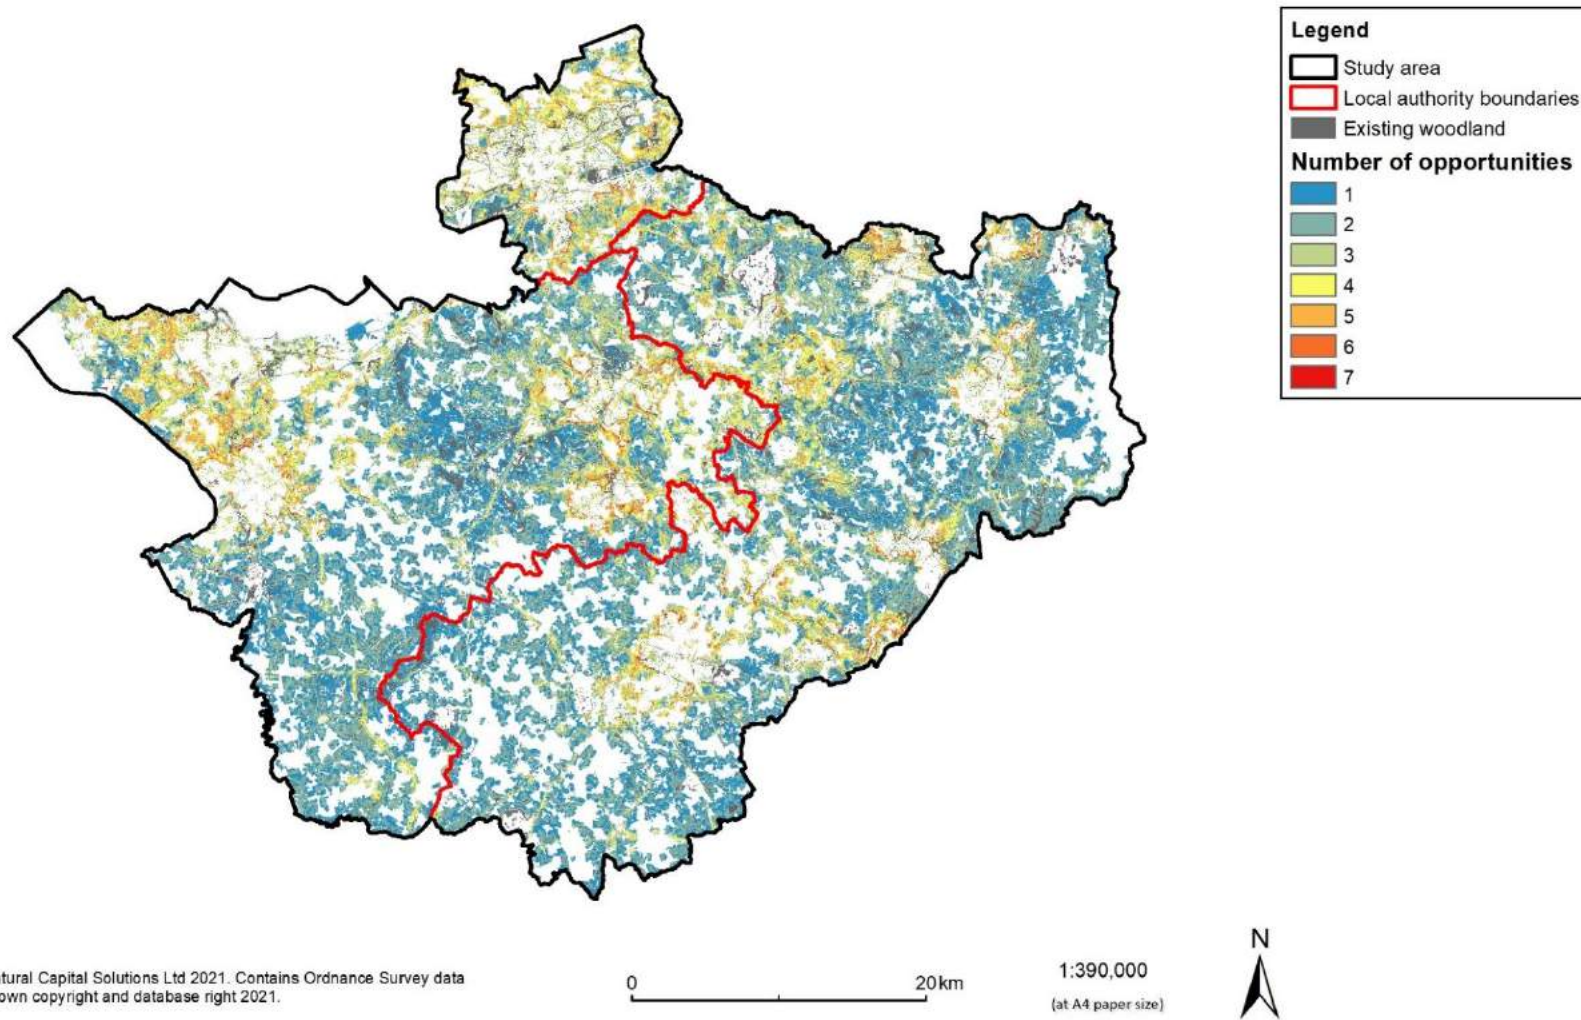 Legend
Study area
Local authority boundaries
Existing woodland
Number of opportunities
1
2
3
4
5
6
7
N
atural Capital Solutions Ltd 2021. Contains Ordnance Survey data
own copyright and database right 2021.
0 20km
1:390,000
(at A4 paper size)